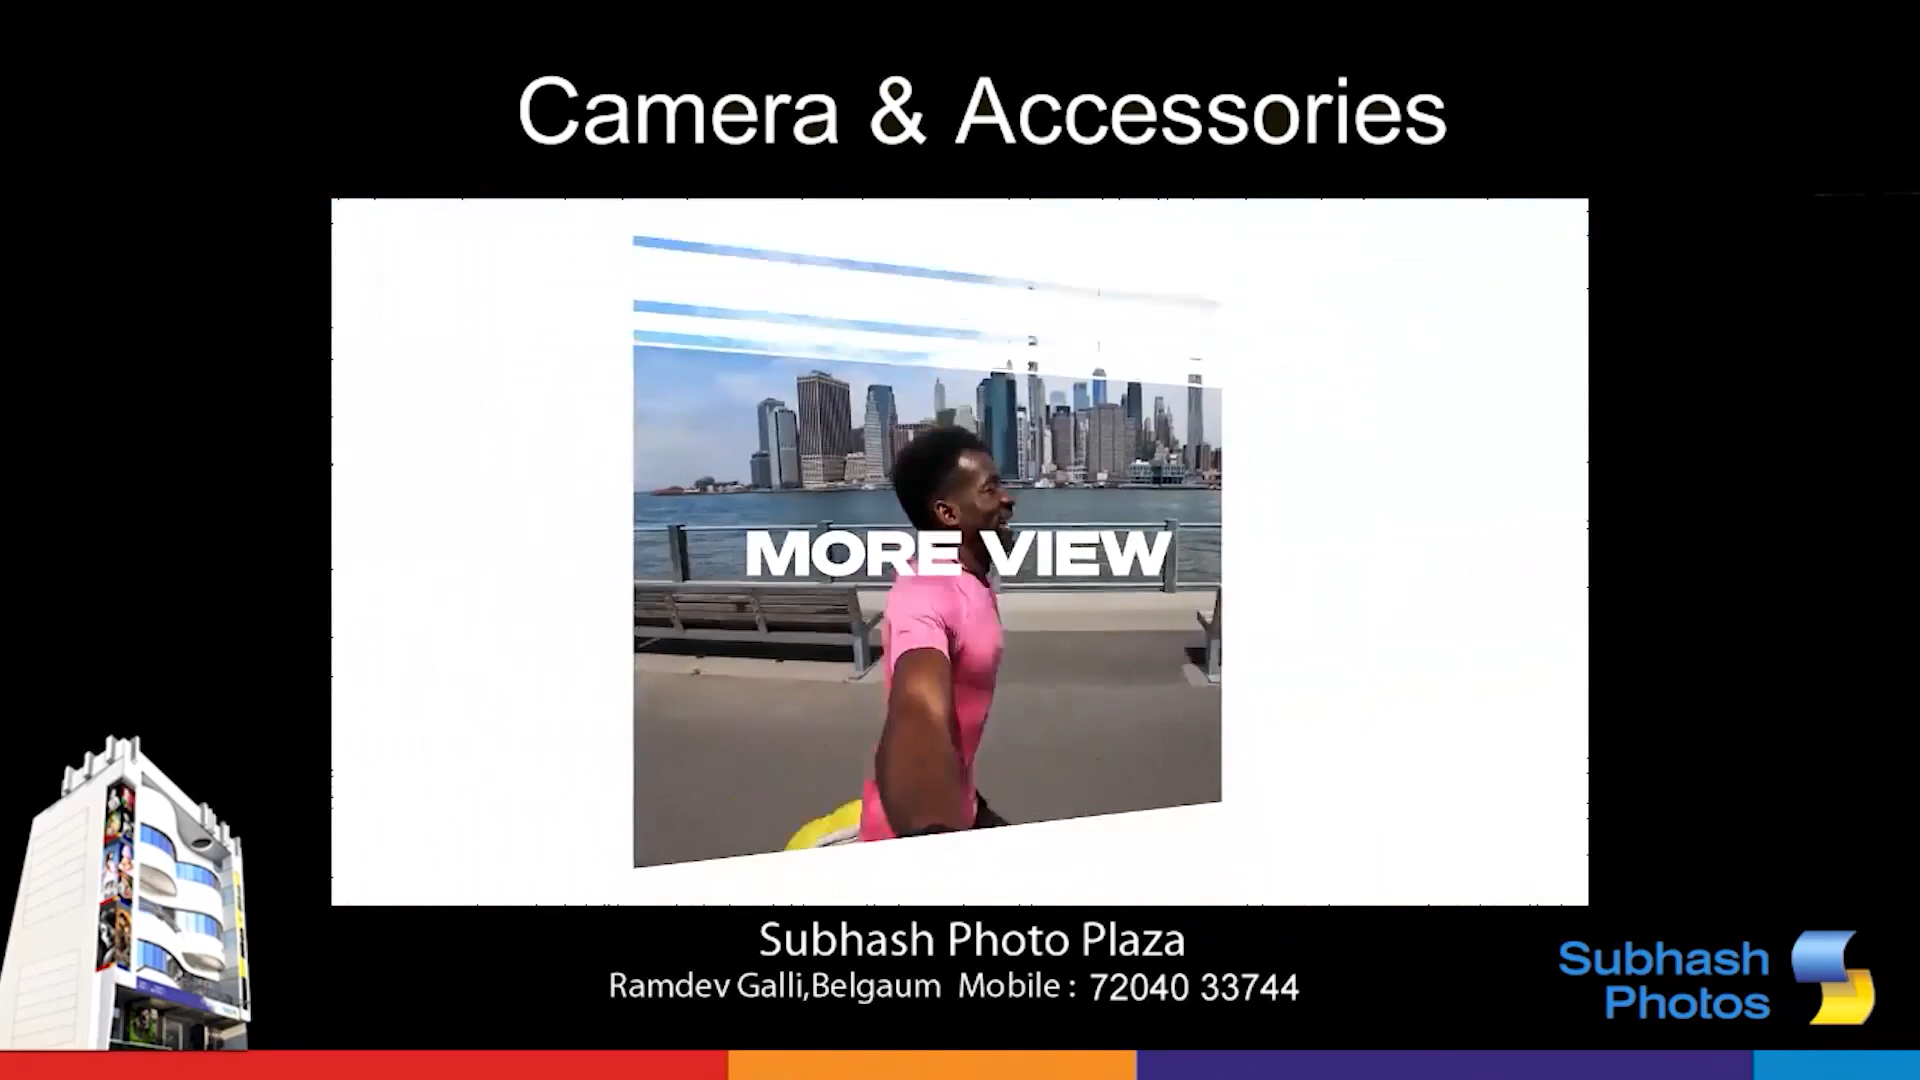 Camera & Accessories
MORE VIEW
Subhash Photo Plaza
Ramdev Galli,Belgaum Mobile : 72040 33744
Subhash
Photos